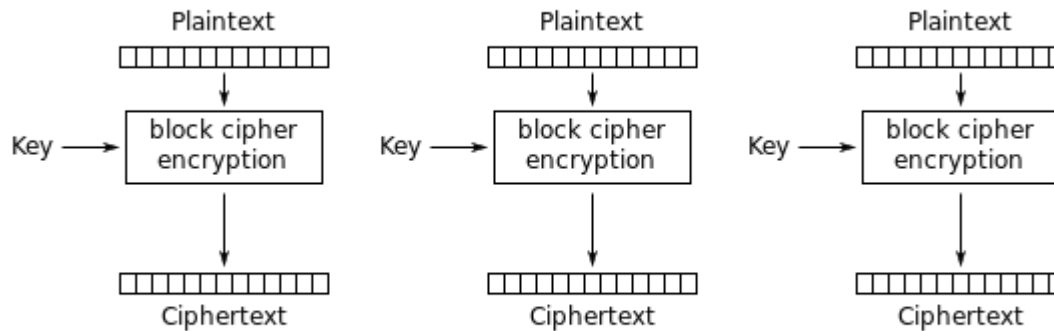 Plaintext Plaintext Plaintext
Key block cipher encryption Key block cipher encryption Key block cipher encryption
Ciphertext Ciphertext Ciphertext